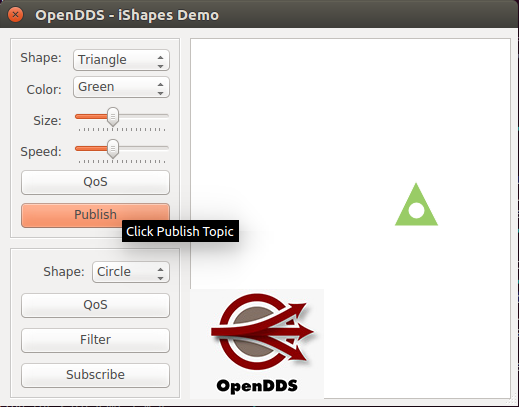 OpenDDS - iShapes Demo
Shape: Triangle
Color: Green
Size:
Speed:
QoS
Publish
Click Publish Topic
Shape: Circle
QoS
Filter
Subscribe
OpenDDS